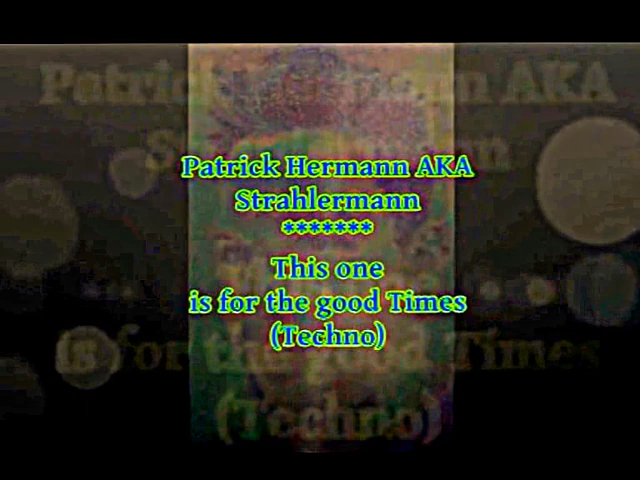 Patrick Hermann AKA
Strahlermann
*******
This one
is for the good Times
(Techno)